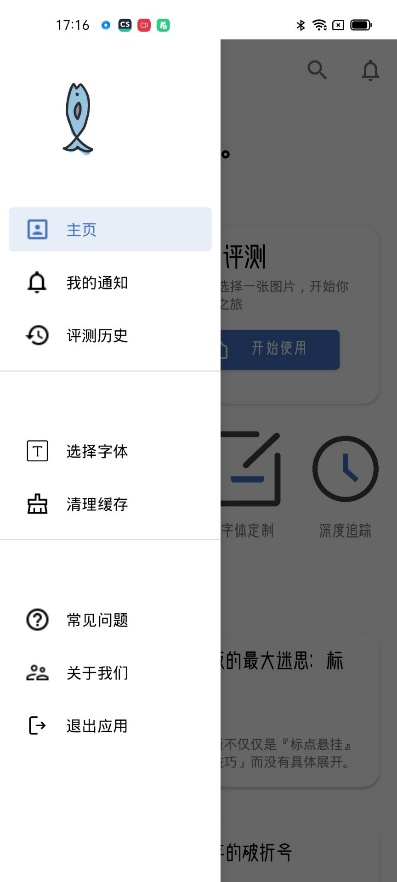 17:16
CS
主页
我的通知
评测历史
T
选择字体
清理缓存
常见问题
关于我们
退出应用
。
评测
选择一张图片，开始你
之旅
开始使用
字体定制
深度追踪
的最大迷思：标
不仅仅是『标点悬挂』
技巧」而没有具体展开。
的破折号